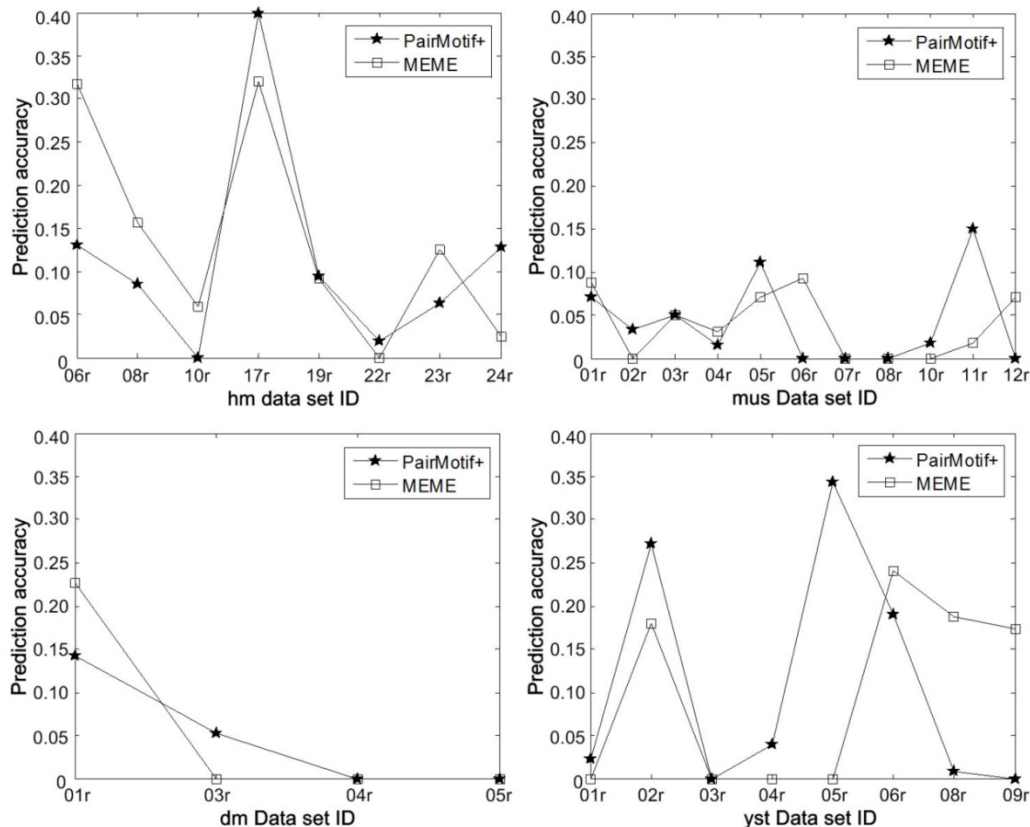 0.40
0.35
0.30
0.25
0.20
0.15
0.10
0.05
0
Prediction accuracy
PairMotif+
MEME
06r 08r 10r 17r 19r 22r 23r 24r
hm data set ID
0.40
0.35
0.30
0.25
0.20
0.15
0.10
0.05
0
Prediction accuracy
PairMotif+
MEME
01r 02r 03r 04r 05r 06r 07r 08r 10r 11r 12r
mus Data set ID
0.40
0.35
0.30
0.25
0.20
0.15
0.10
0.05
0
Prediction accuracy
PairMotif+
MEME
01r 03r 04r 05r
dm Data set ID
0.40
0.35
0.30
0.25
0.20
0.15
0.10
0.05
0
Prediction accuracy
PairMotif+
MEME
01r 02r 03r 04r 05r 06r 08r 09r
yst Data set ID